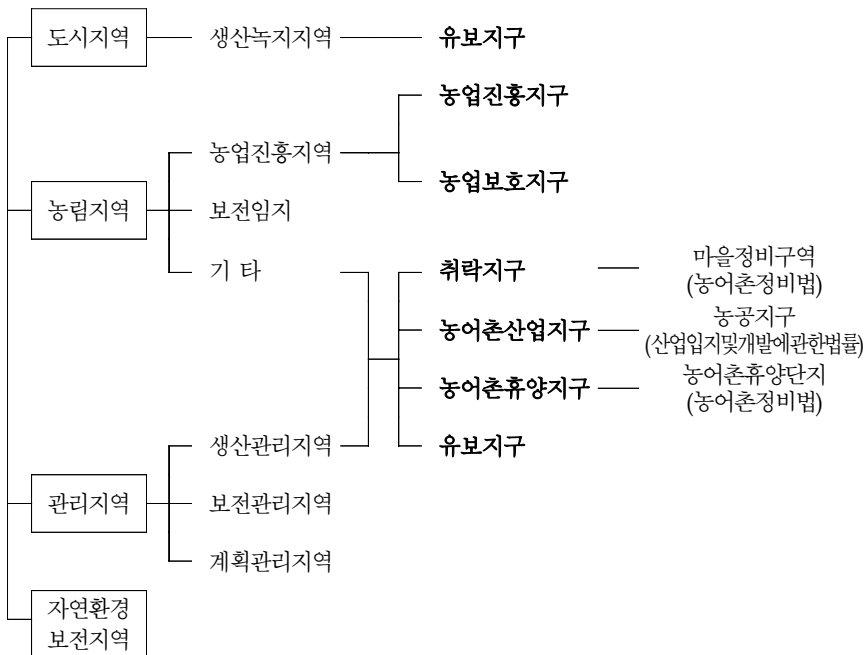 도시지역
생산녹지지역
유보지구
농업진흥지구
농업진흥지역
농업보호지구
농림지역
보전임지
기 타
취락지구
마을정비구역
(농어촌정비법)
농어촌산업지구
농공지구
(산업입지및개발에관한법률)
농어촌휴양지구
농어촌휴양단지
(농어촌정비법)
생산관리지역
유보지구
관리지역
보전관리지역
계획관리지역
자연환경
보전지역